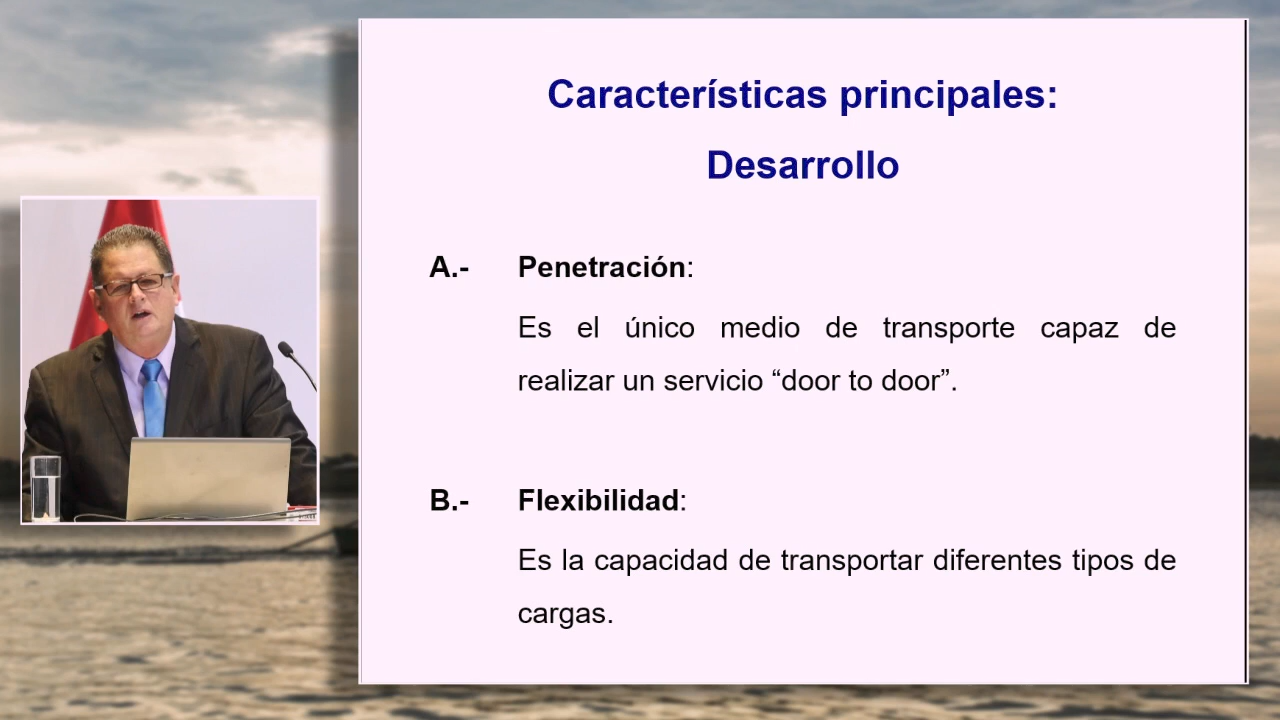 Características principales:
Desarrollo
A.- Penetración:
Es el único medio de transporte capaz de
realizar un servicio “door to door”.
B.- Flexibilidad:
Es la capacidad de transportar diferentes tipos de
cargas.